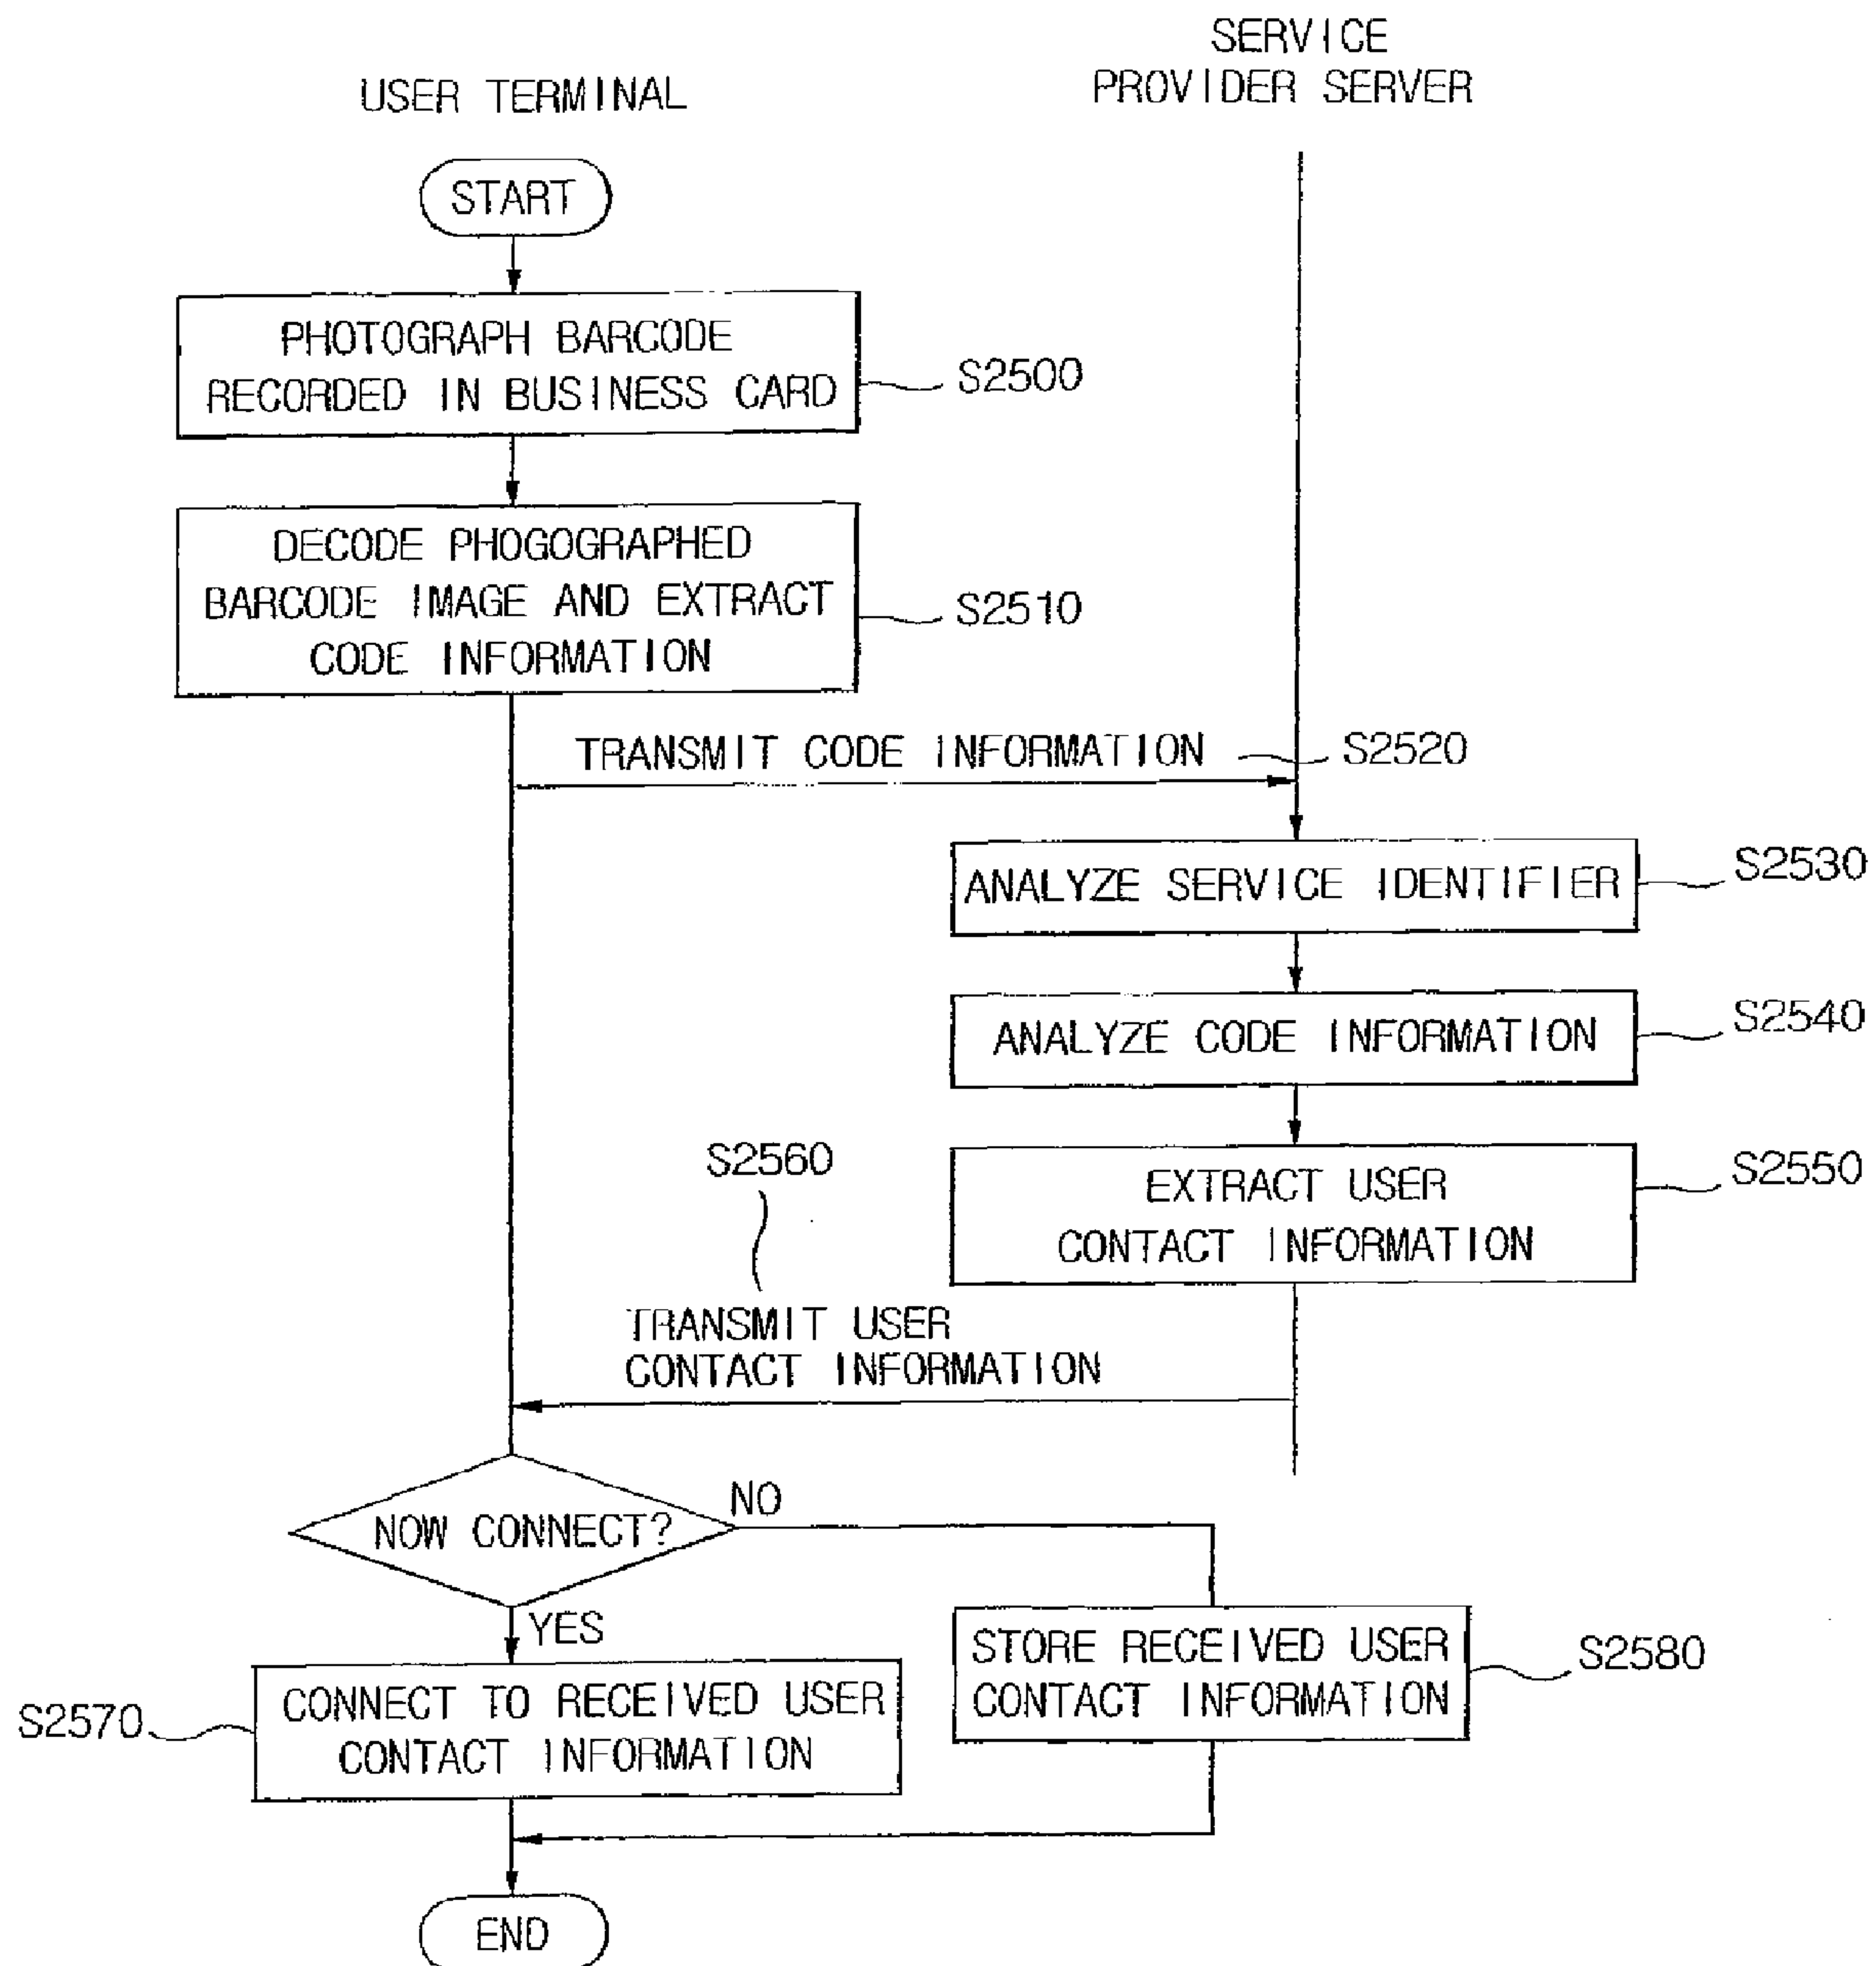 SERVICE
PROVIDER SERVER
USER TERMINAL
START
PHOTOGRAPH BARCODE
RECORDED IN BUSINESS CARD
S2500
DECODE PHOGOGRAPHED
BARCODE IMAGE AND EXTRACT
CODE INFORMATION
S2510
TRANSMIT CODE INFORMATION
S2520
ANALYZE SERVICE IDENTIFIER
S2530
ANALYZE CODE INFORMATION
S2540
EXTRACT USER
CONTACT INFORMATION
S2550
S2560
TRANSMIT USER
CONTACT INFORMATION
NOW CONNECT?
NO
YES
CONNECT TO RECEIVED USER
CONTACT INFORMATION
S2570
STORE RECEIVED USER
CONTACT INFORMATION
S2580
END